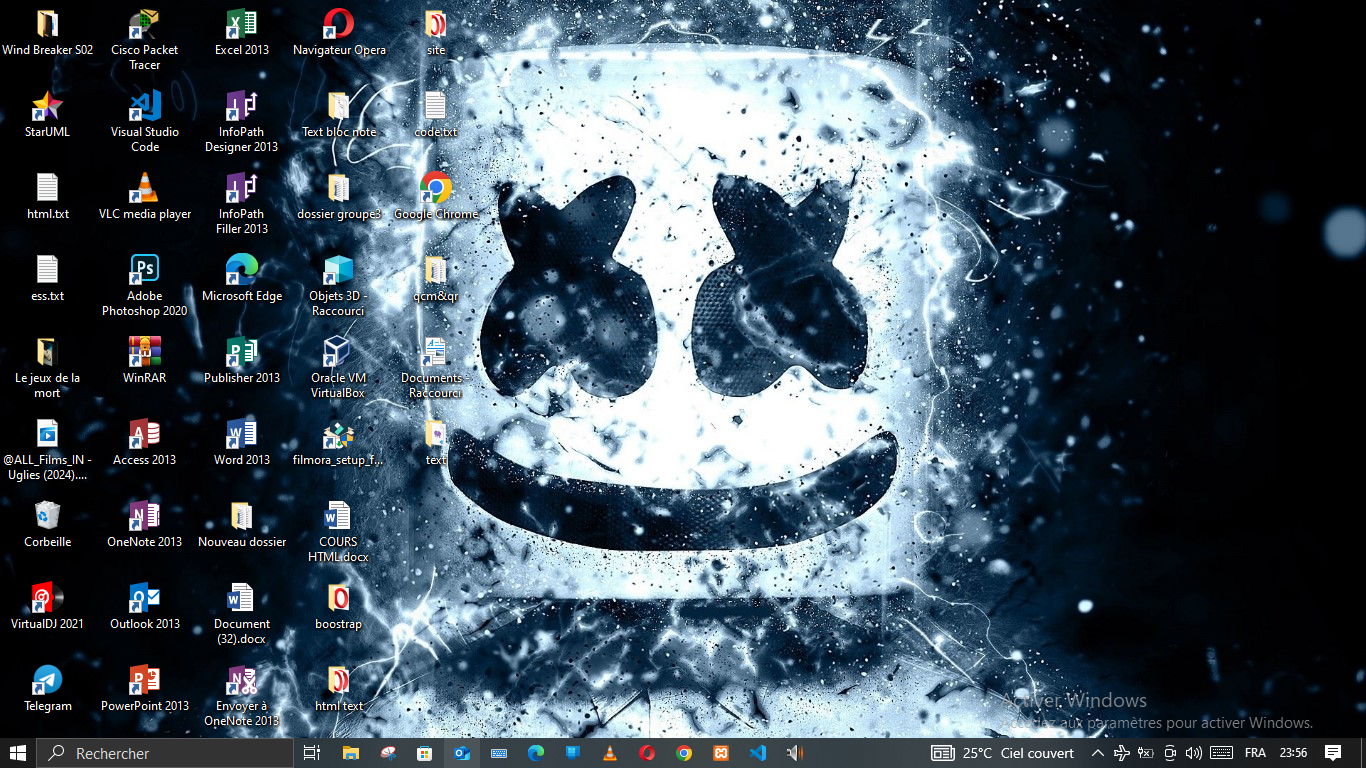 Wind Breaker S02
Cisco Packet
Tracer
Excel 2013
Navigateur Opera
site
StarUML
Visual Studio
Code
InfoPath
Designer 2013
Text bloc note
code.txt
html.txt
VLC media player
InfoPath
Filler 2013
dossier groupe3
Google Chrome
ess.txt
Ps
Adobe
Photoshop 2020
Microsoft Edge
Objets 3D -
Raccourci
qcm&qr
Le jeux de la
mort
WinRAR
Publisher 2013
Oracle VM
VirtualBox
Documents -
Raccourci
@ALL_Films_IN -
Uglies (2024)....
Access 2013
Word 2013
filmora_setup_f...
text
Corbeille
OneNote 2013
Nouveau dossier
COURS
HTML.docx
VirtualDJ 2021
Outlook 2013
Document
(32).docx
boostrap
Telegram
PowerPoint 2013
Envoyer à
OneNote 2013
html text
Activer Windows
aux paramètres pour activer Windows.
Rechercher
25°C Ciel couvert
FRA
23:56